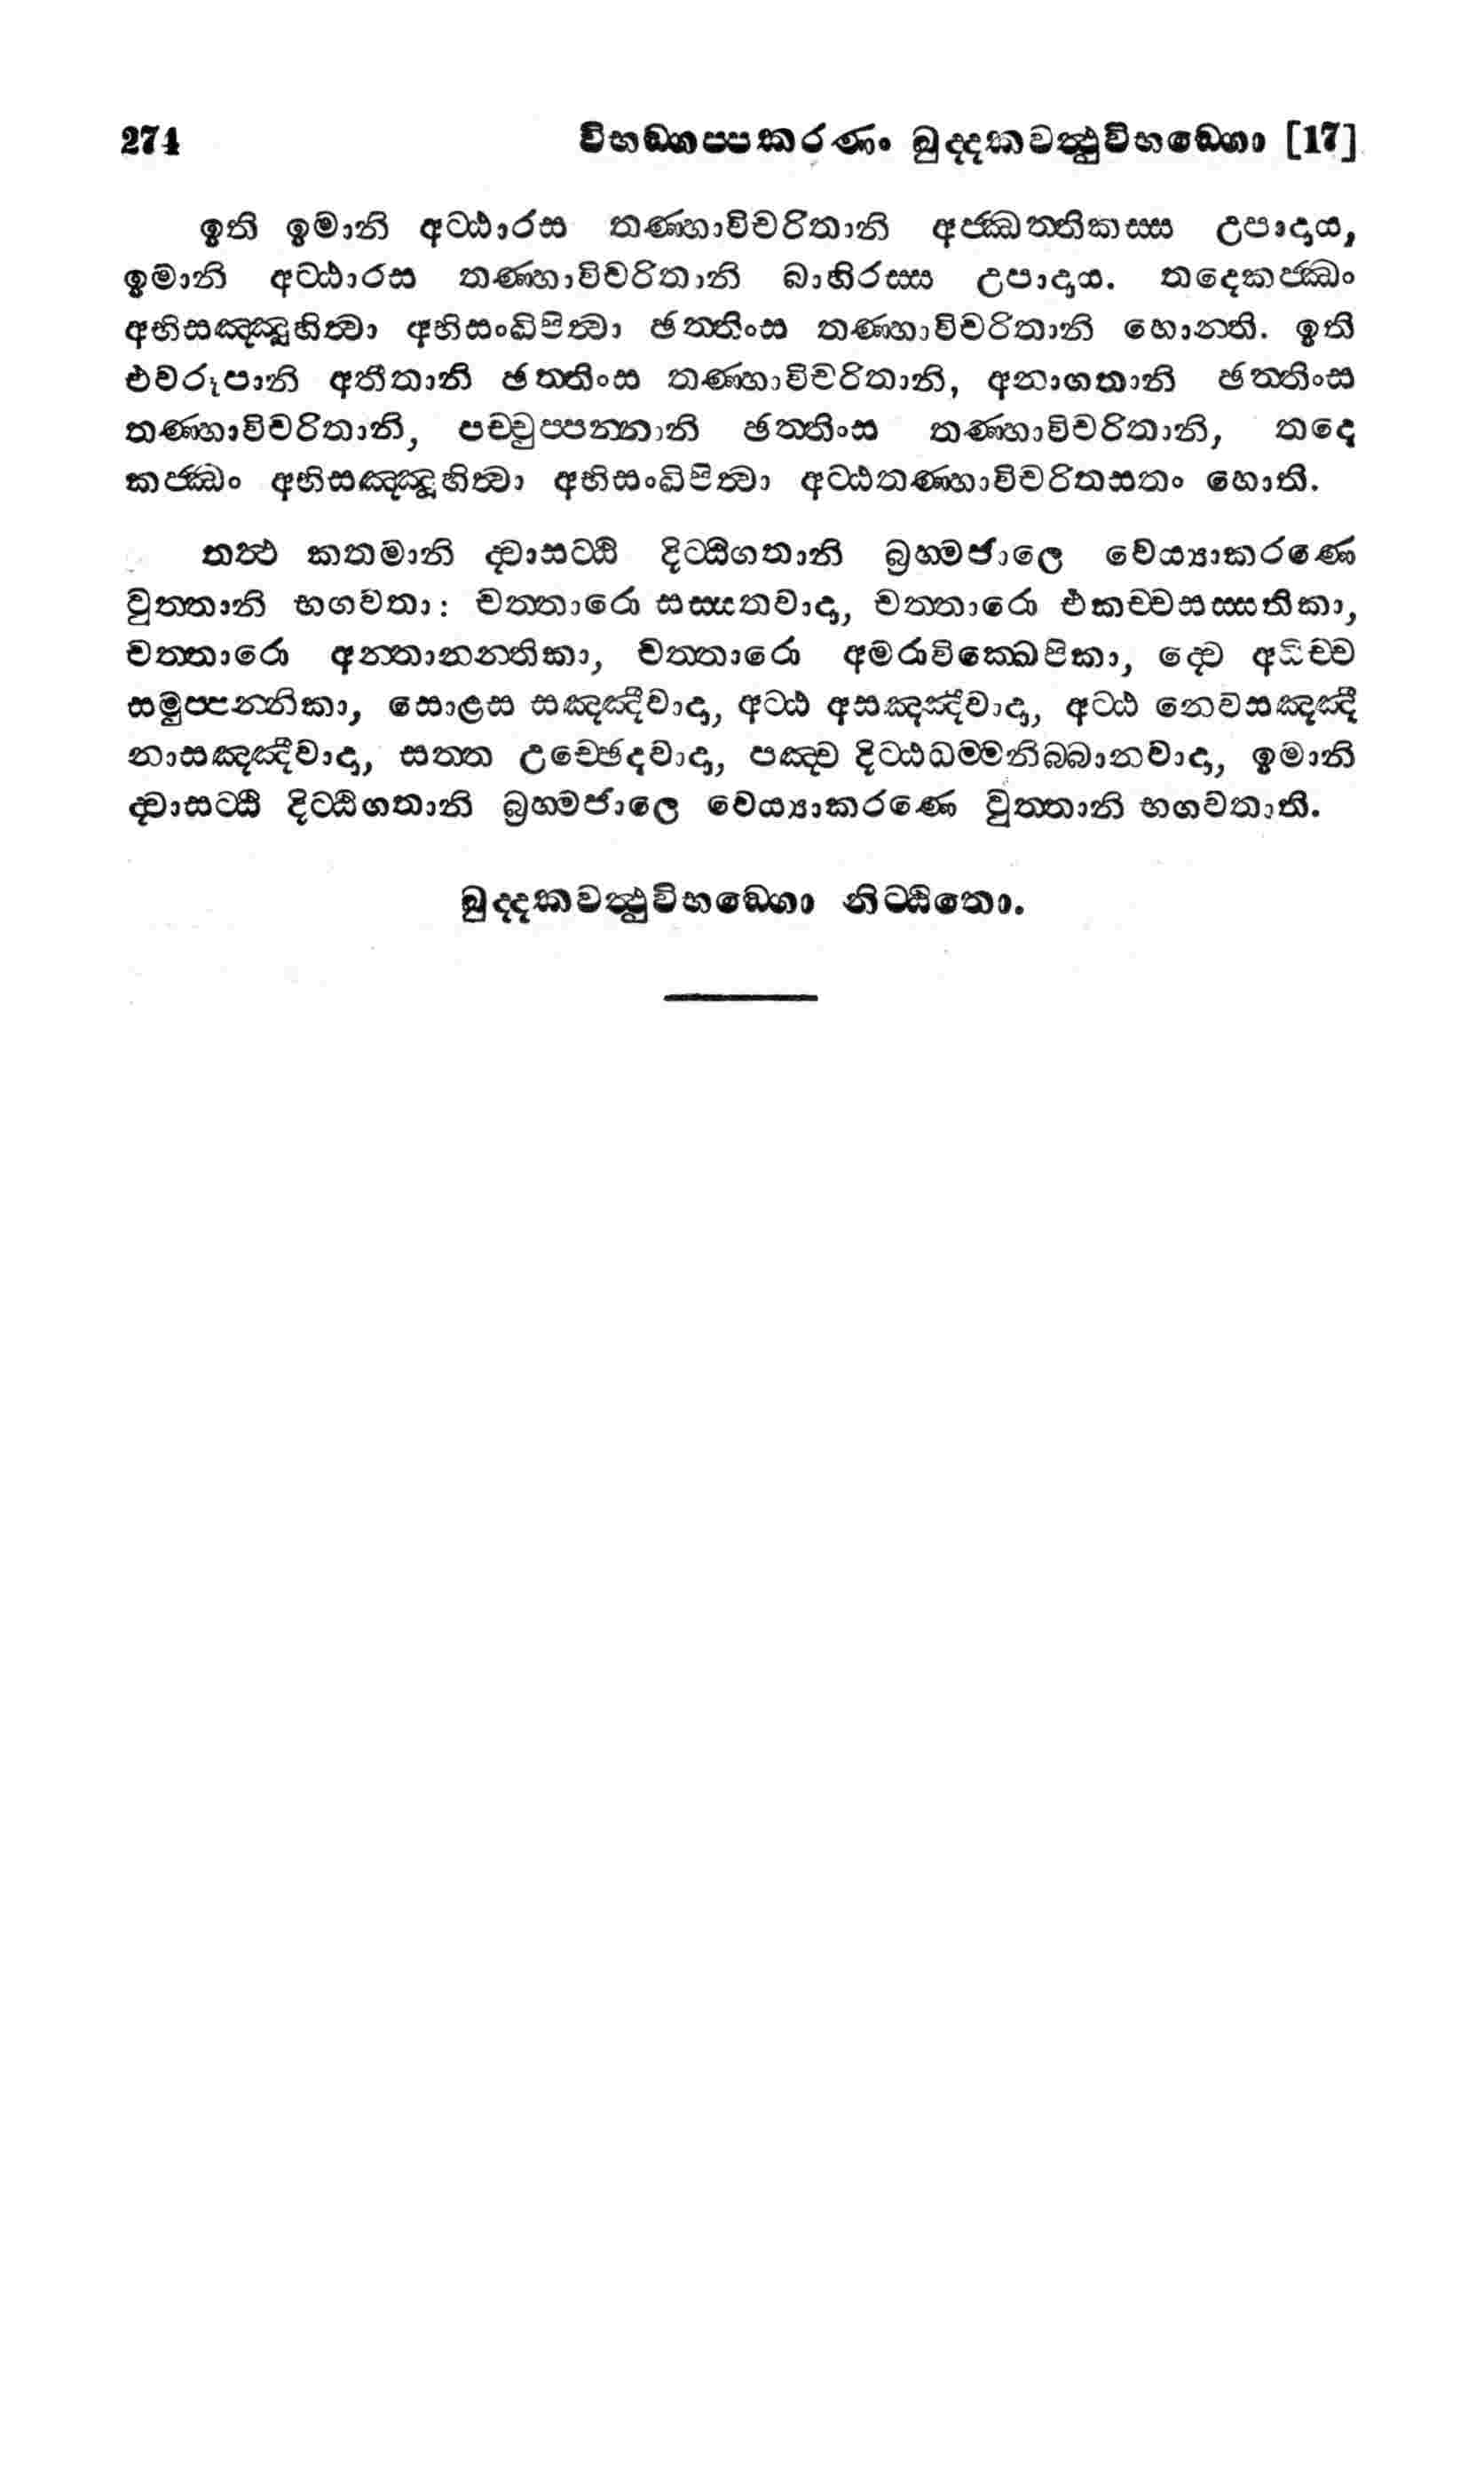 274 විභඞ්ගප්පකරණං ඛුද්දකවත්ථුවිභඞ්ගො [17]
ඉති ඉමානි අට්ඨාරස තණ්හාවිචරිතානි අජ්ඣත්තිකස්ස උපාදාය,
ඉමානි අට්ඨාරස තණ්හාවිචරිතානි බාහිරස්ස උපාදාය. තදෙකජ්ඣං
අභිසඤ්ඤුහිත්වා අභිසංඛිපිත්වා ඡත්තිංස තණ්හාවිචරිතානි හොන්ති. ඉති
එවරූපානි අතීතානි ඡත්තිංස තණ්හාවිචරිතානි, අනාගතානි ඡත්තිංස
තණ්හාවිචරිතානි, පච්චුප්පන්නානි ඡත්තිංස තණ්හාවිචරිතානි, තදෙ
කජ්ඣං අභිසඤ්ඤූහිත්වා අභිසංඛිපිත්වා අට්ඨතණ්හාවිචරිතසතං හොති.
තත්ථ කතමානි ද්වාසට්ඨි දිට්ඨිගතානි බ්‍රහ්මජාලෙ වෙය්‍යාකරණෙ
වුත්තානි භගවතා: චත්තාරො සස්සතවාදා, චත්තාරො එකච්චසස්සතිකා,
චත්තාරො අන්තානන්තිකා, චත්තාරො අමරාවික්ඛෙපිකා, ද්වෙ අධිච්ච
සමුප්පන්නිකා, සොළස සඤ්ඤීවාදා, අට්ඨ අසඤ්ඤීවාදා, අට්ඨ නෙවසඤ්ඤී
නාසඤ්ඤීවාදා, සත්ත උච්ඡෙදවාදා, පඤ්ච දිට්ඨධම්මනිබ්බානවාදා, ඉමානි
ද්වාසට්ඨි දිට්ඨිගතානි බ්‍රහ්මජාලෙ වෙය්‍යාකරණෙ වුත්තානි භගවතාති.
ඛුද්දකවත්ථුවිභඞ්ගො නිට්ඨිතො.